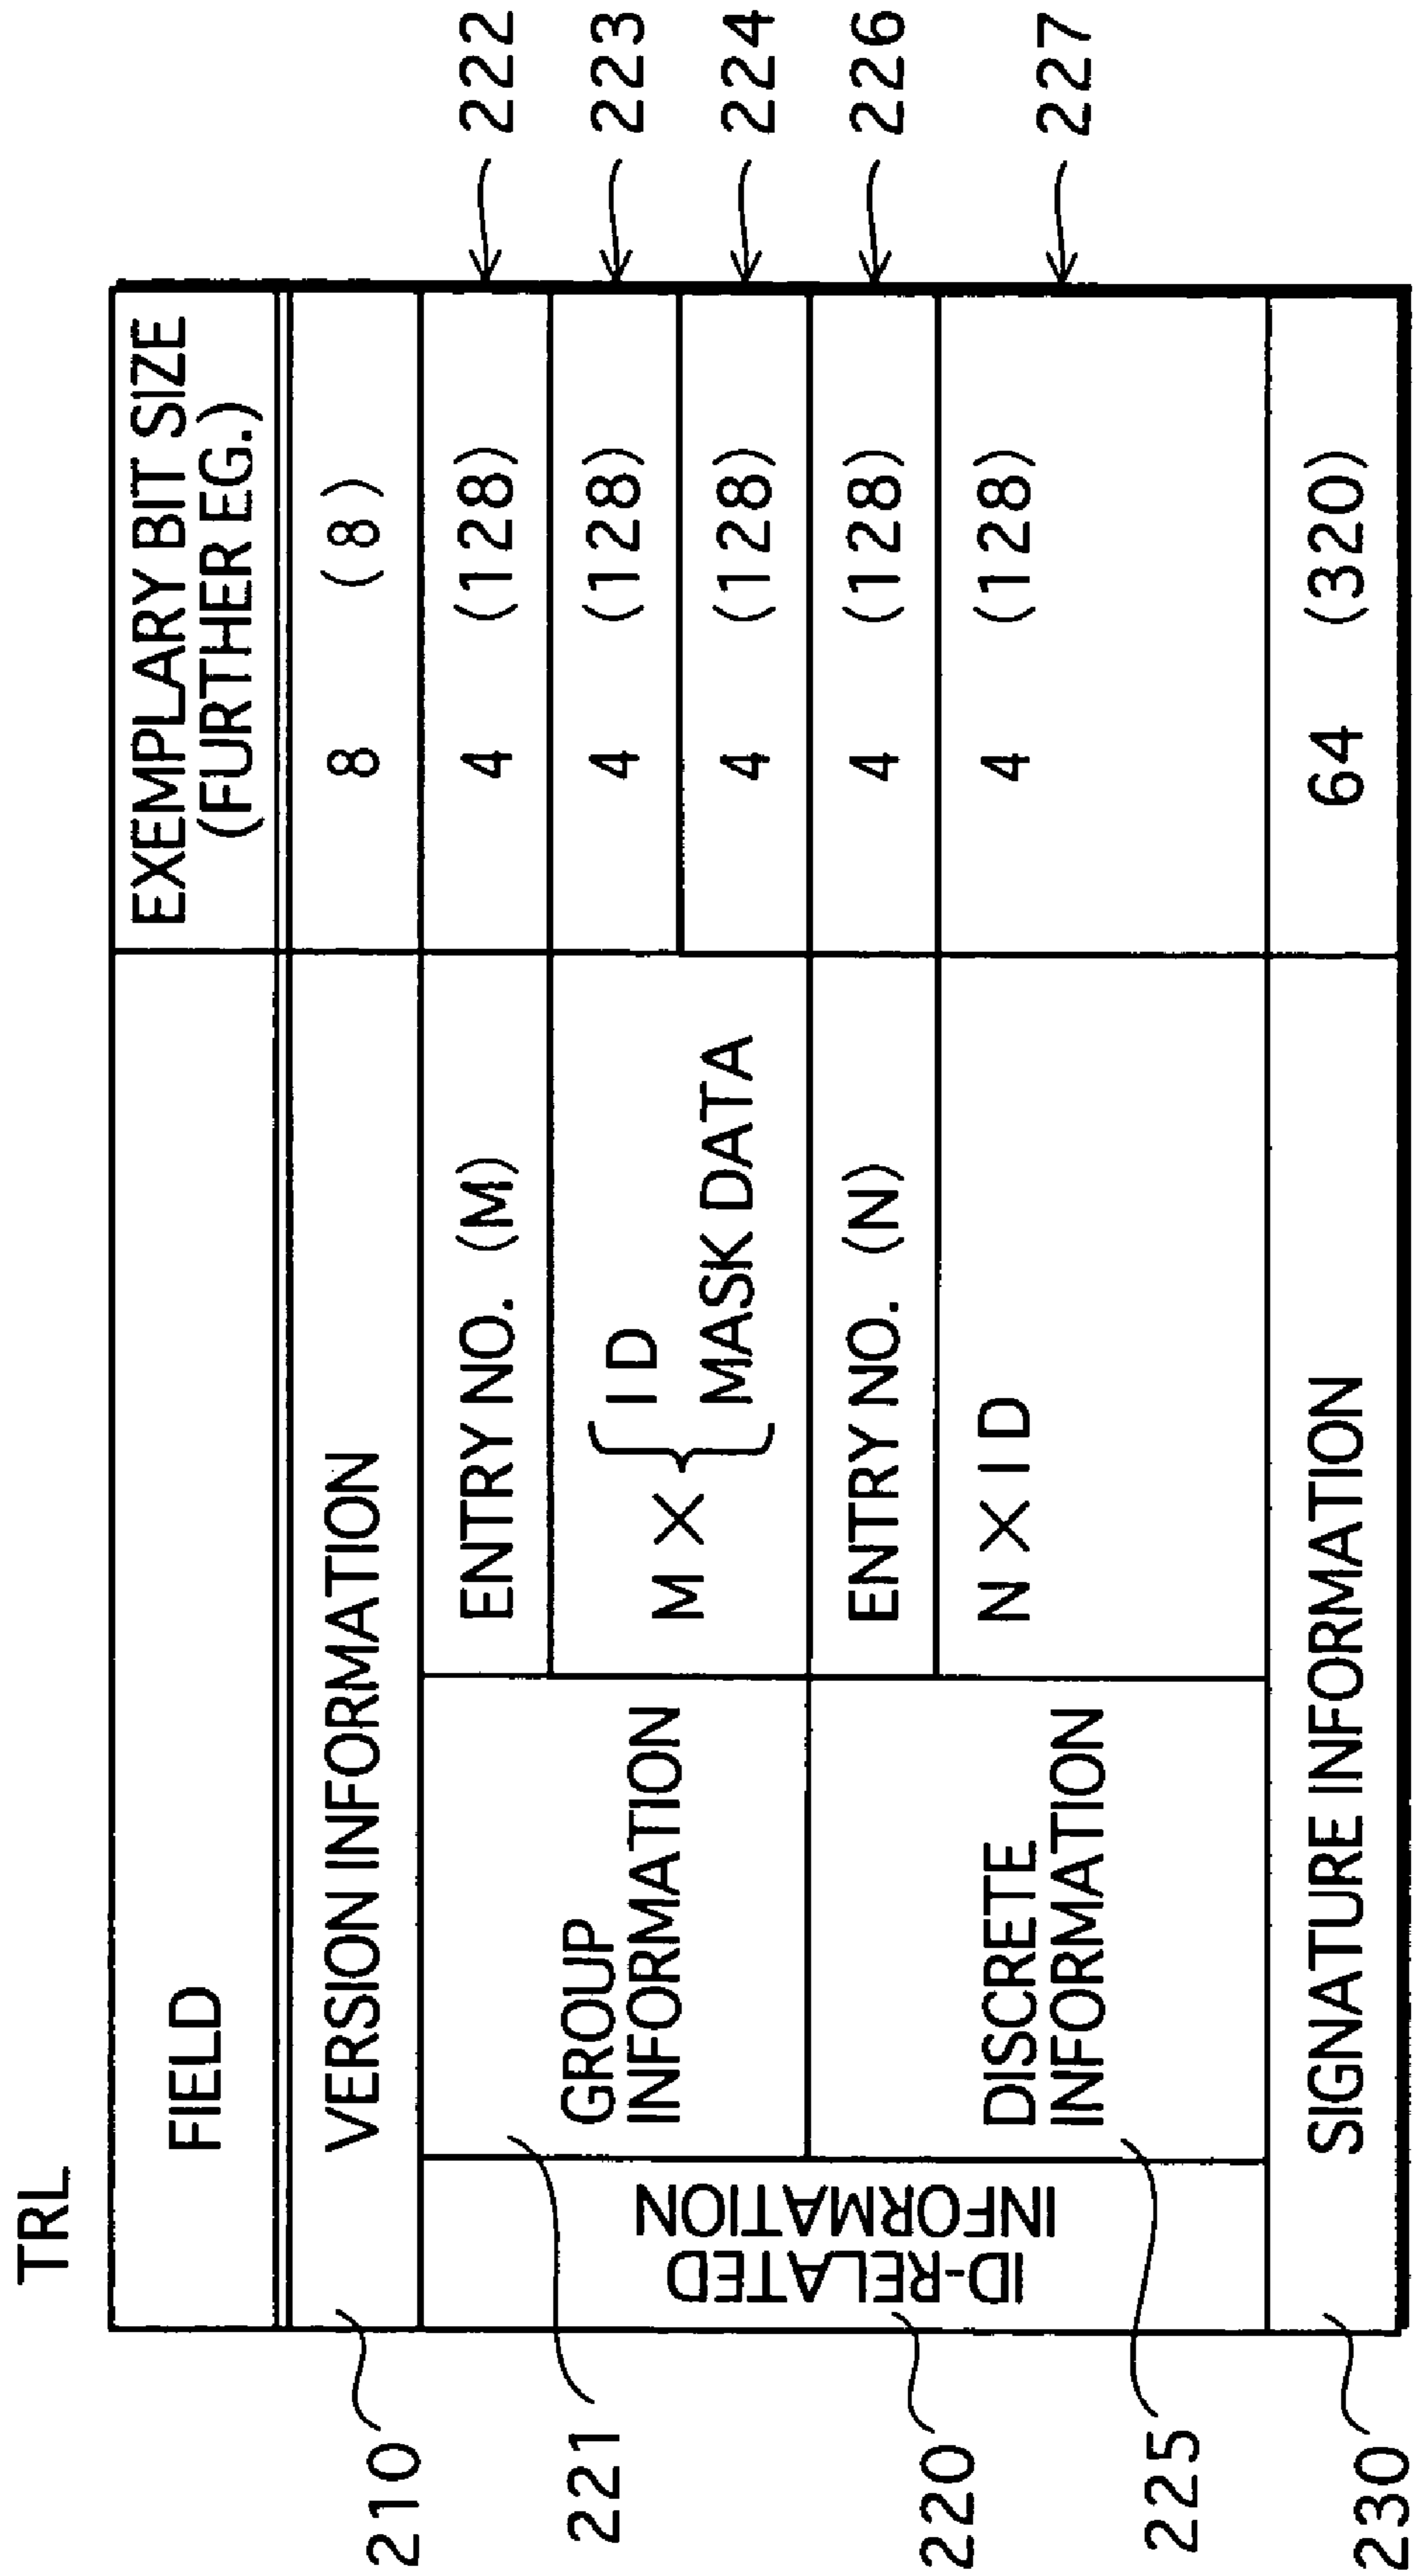 TRL
FIELD
EXEMPLARY BIT SIZE
(FURTHER EG.)
210
VERSION INFORMATION
8 (8)
220
ID-RELATED
INFORMATION
221
GROUP
INFORMATION
ENTRY NO. (M)
4 (128)
222
M × { ID
4 (128)
223
MASK DATA
4 (128)
224
225
DISCRETE
INFORMATION
ENTRY NO. (N)
4 (128)
226
N × ID
4 (128)
227
230
SIGNATURE INFORMATION
64 (320)